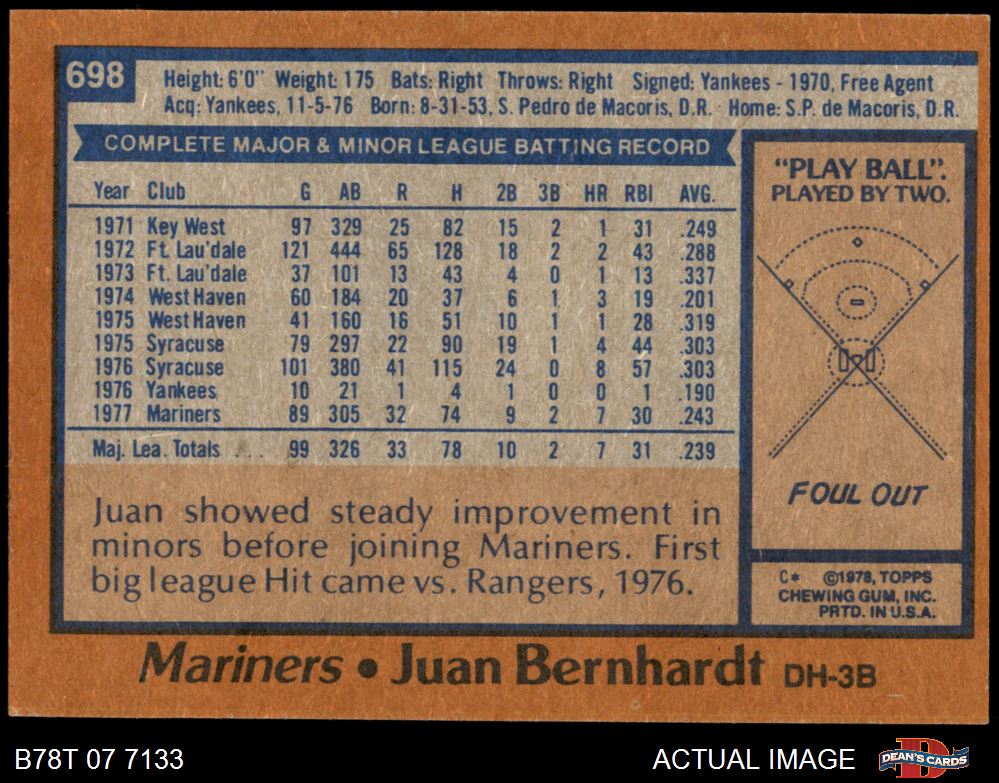 698
Height: 6'0" Weight: 175 Bats: Right Throws: Right Signed: Yankees - 1970, Free Agent
Acq: Yankees, 11-5-76 Born: 8-31-53, S. Pedro de Macoris, D.R. Home: S.P. de Macoris, D.R.
COMPLETE MAJOR & MINOR LEAGUE BATTING RECORD
Year Club G AB R H 2B 3B HR RBI AVG.
1971 Key West 97 329 25 82 15 2 1 31 .249
1972 Ft. Lau'dale 121 444 65 128 18 2 2 43 .288
1973 Ft. Lau'dale 37 101 13 43 4 0 1 13 .337
1974 West Haven 60 184 20 37 6 1 3 19 .201
1975 West Haven 41 160 16 51 10 1 1 28 .319
1975 Syracuse 79 297 22 90 19 1 4 44 .303
1976 Syracuse 101 380 41 115 24 0 8 57 .303
1976 Yankees 10 21 1 4 1 0 0 1 .190
1977 Mariners 89 305 32 74 9 2 7 30 .243
Maj. Lea. Totals . . . 99 326 33 78 10 2 7 31 .239
Juan showed steady improvement in
minors before joining Mariners. First
big league Hit came vs. Rangers, 1976.
"PLAY BALL".
PLAYED BY TWO.
FOUL OUT
C* ©1978, TOPPS
CHEWING GUM, INC.
PRTD. IN U.S.A.
Mariners • Juan Bernhardt DH-3B
B78T 07 7133
ACTUAL IMAGE
DEAN'S CARDS